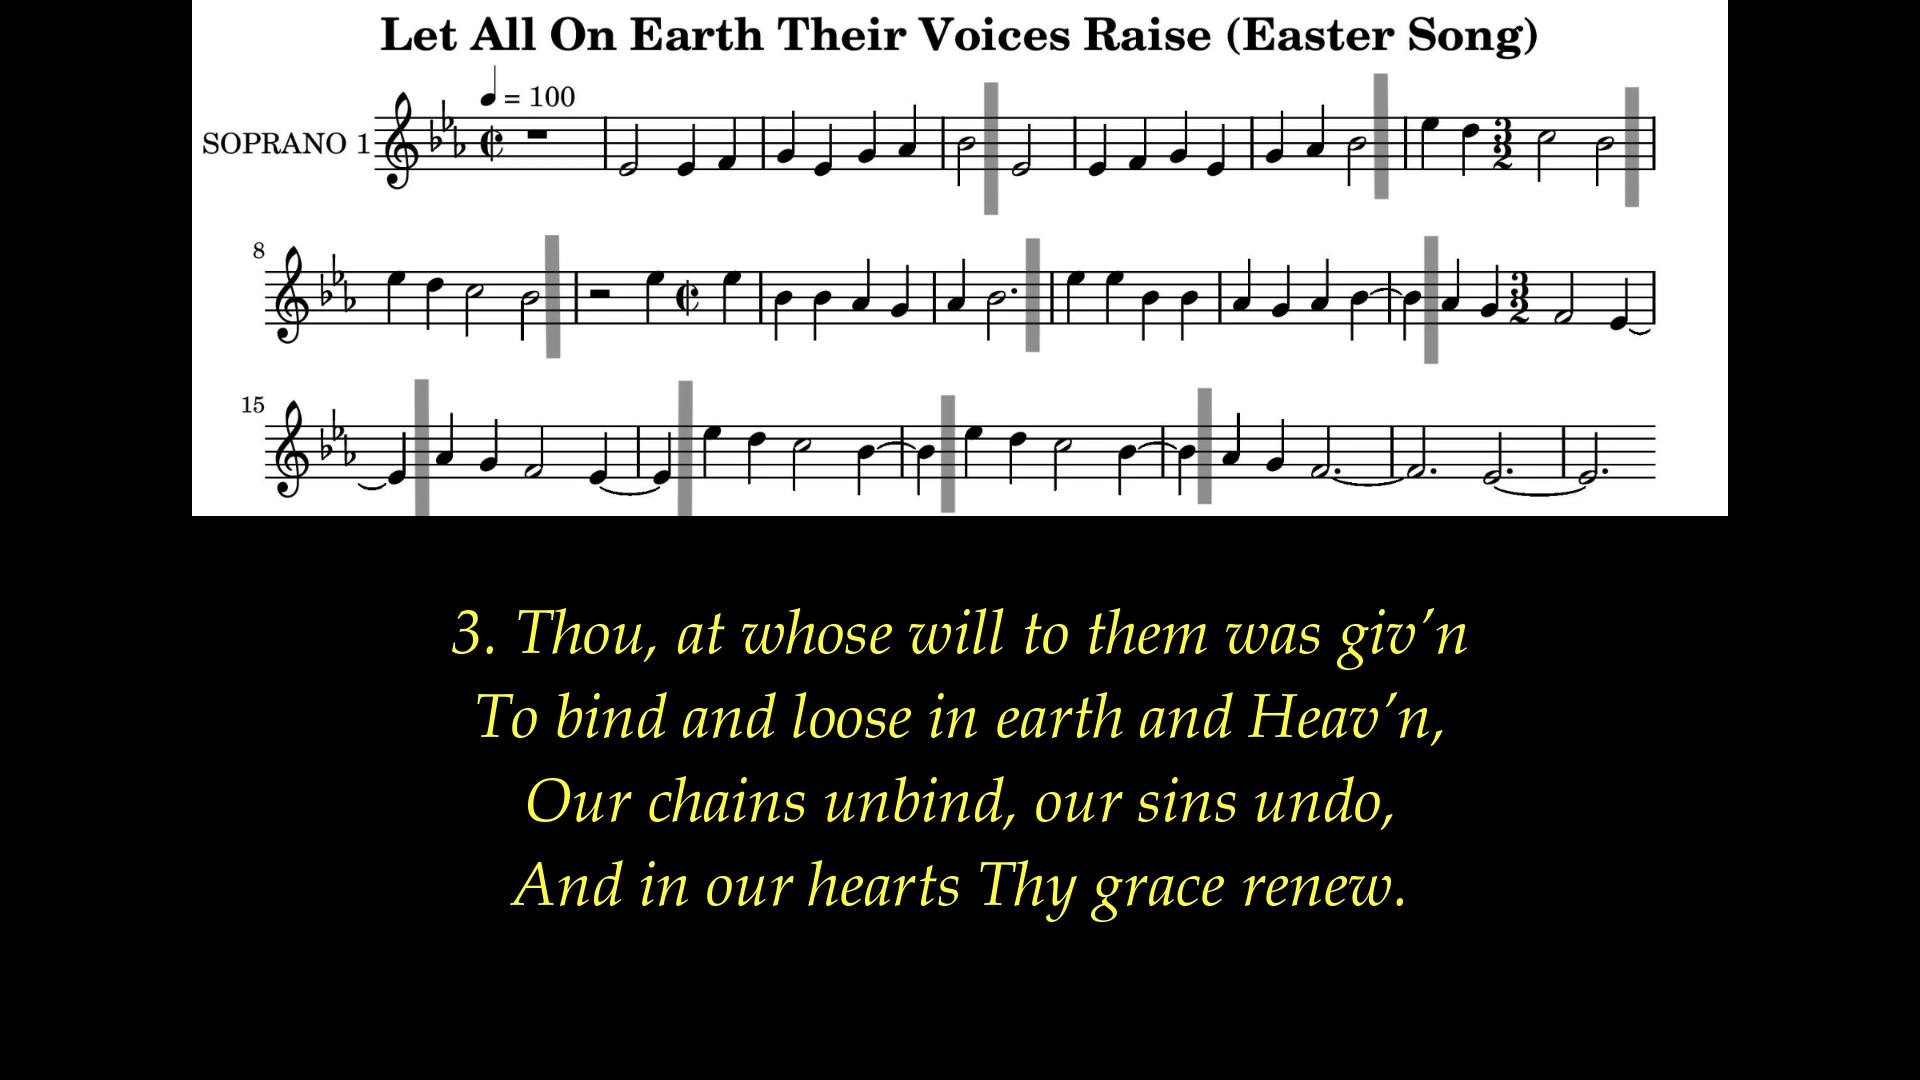 Let All On Earth Their Voices Raise (Easter Song)
♩ = 100
SOPRANO 1
8
15
3. Thou, at whose will to them was giv’n
To bind and loose in earth and Heav’n,
Our chains unbind, our sins undo,
And in our hearts Thy grace renew.